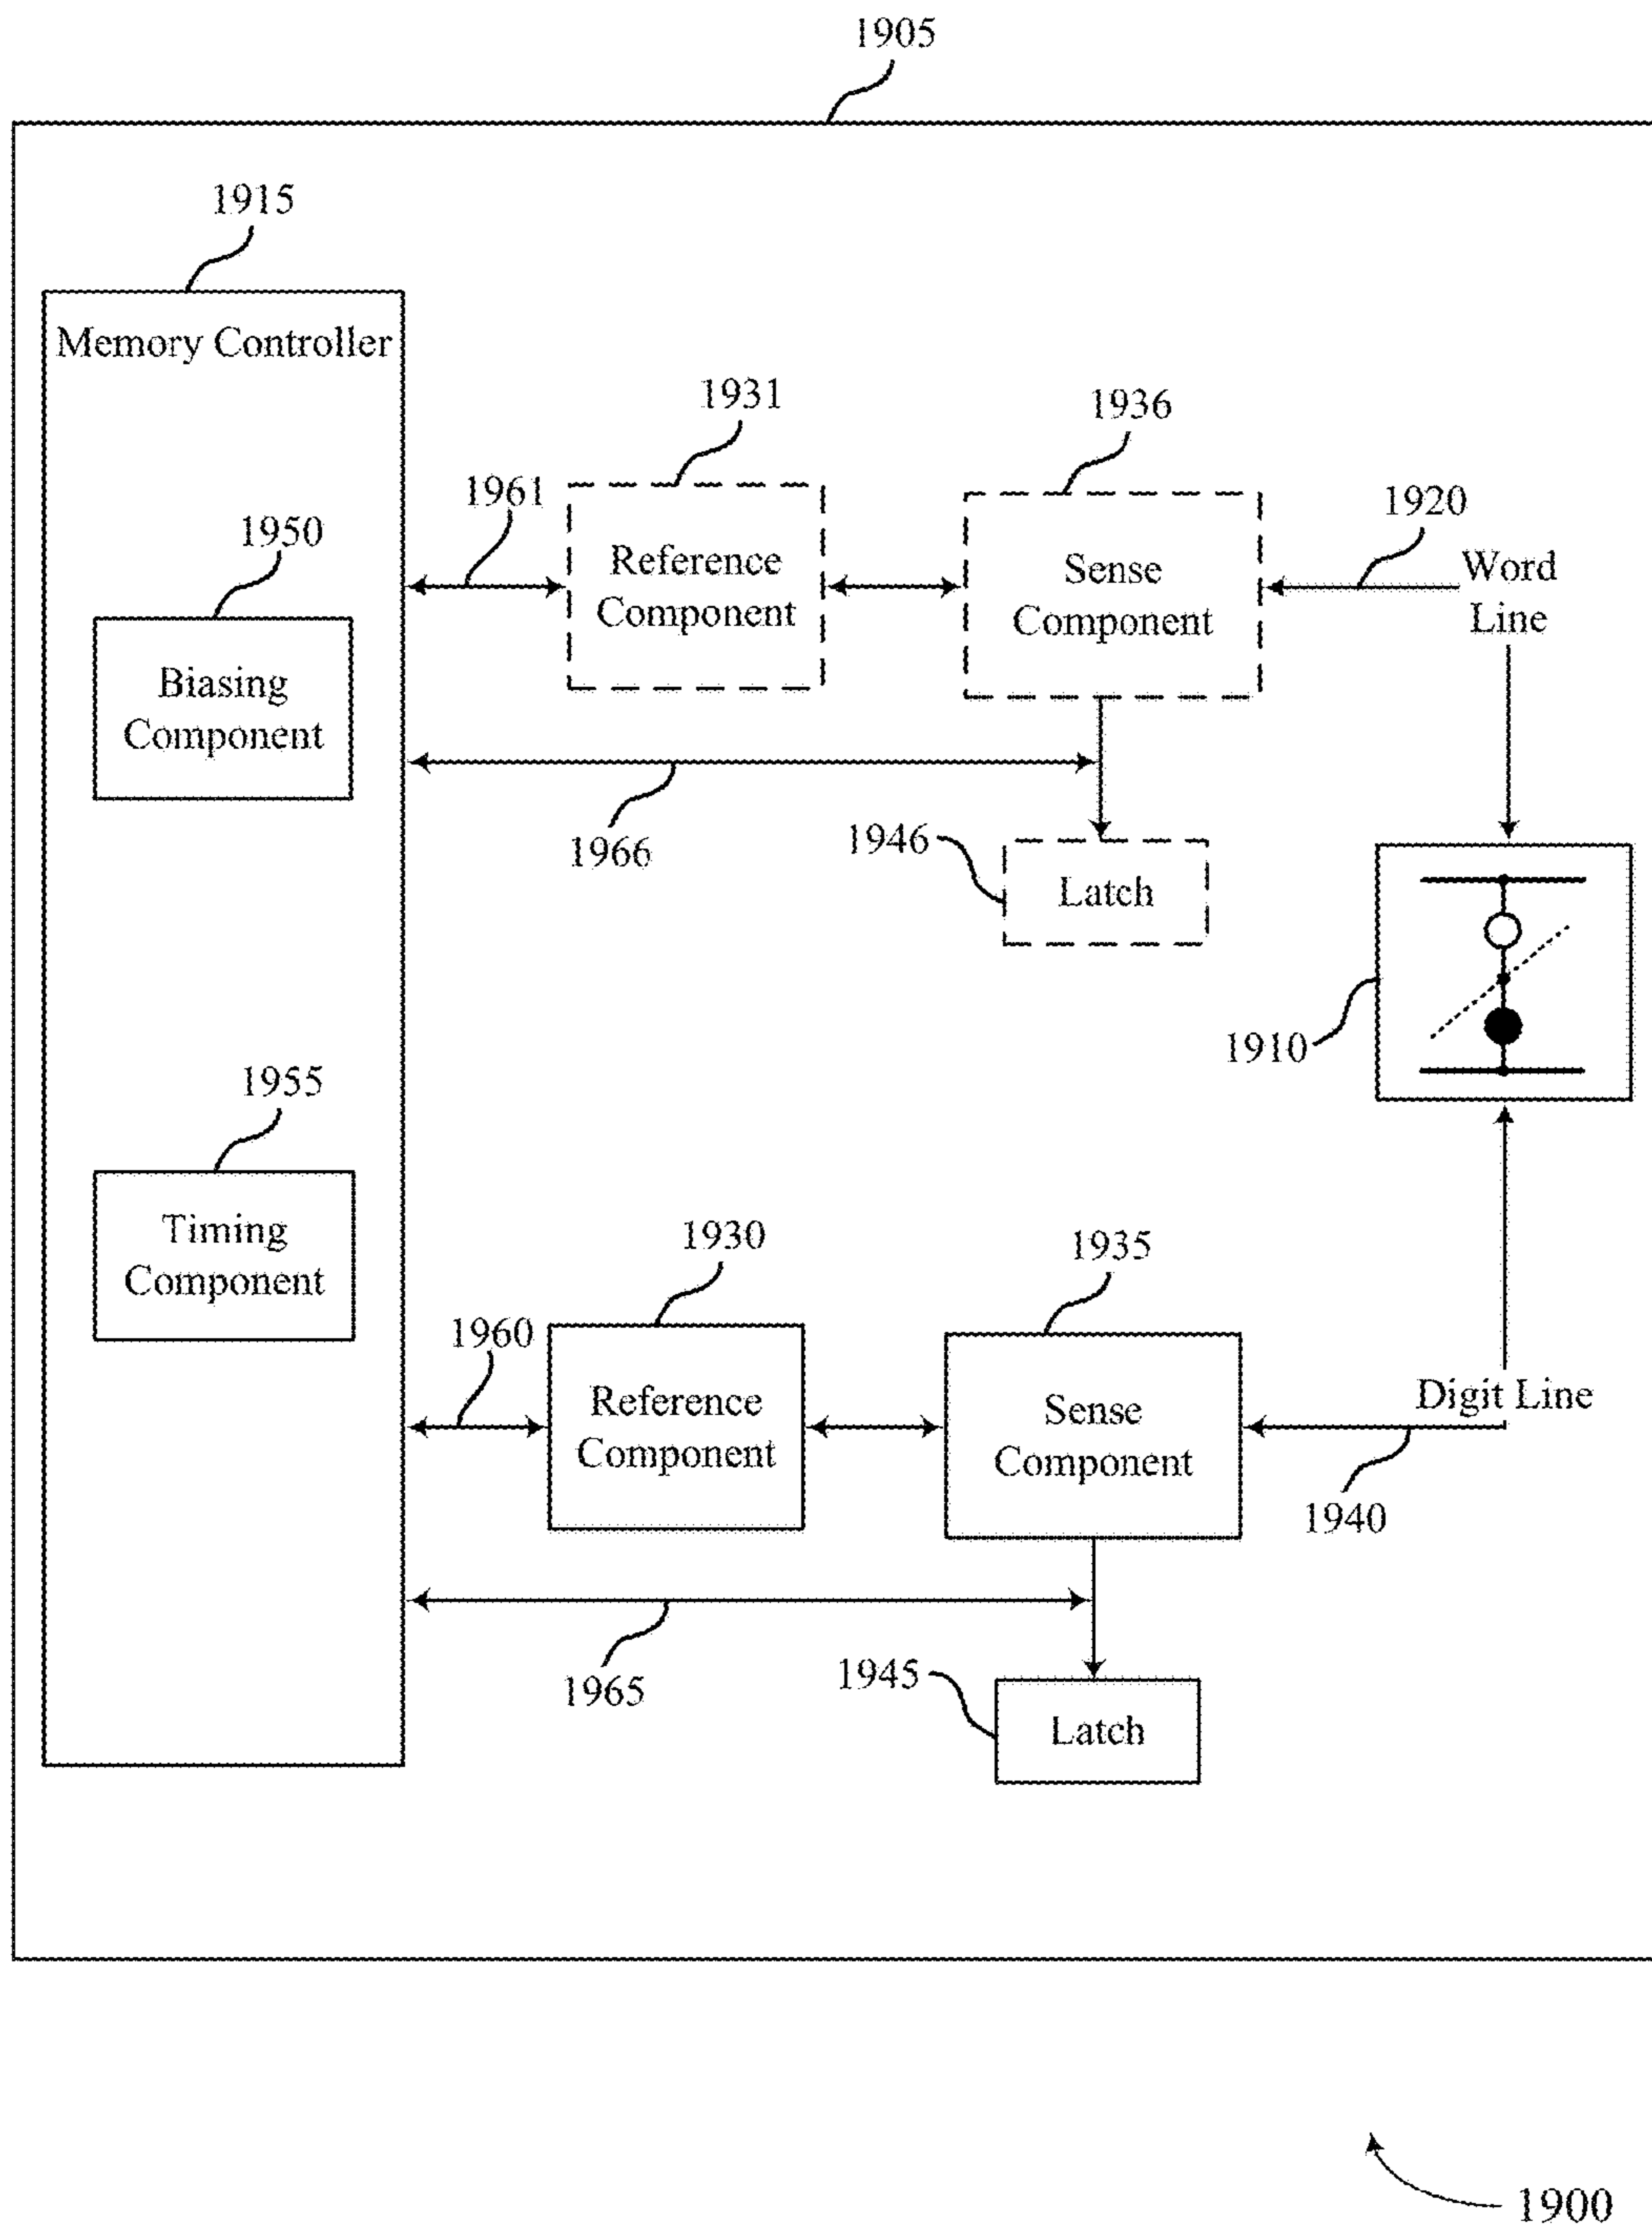 1905
1915
Memory Controller
1931
1936
1961
1920
1950
Reference
Component
Sense
Component
Word
Line
Biasing
Component
1966
1946
Latch
1910
1955
Timing
Component
1930
1935
1960
Reference
Component
Sense
Component
Digit Line
1940
1965
1945
Latch
1900